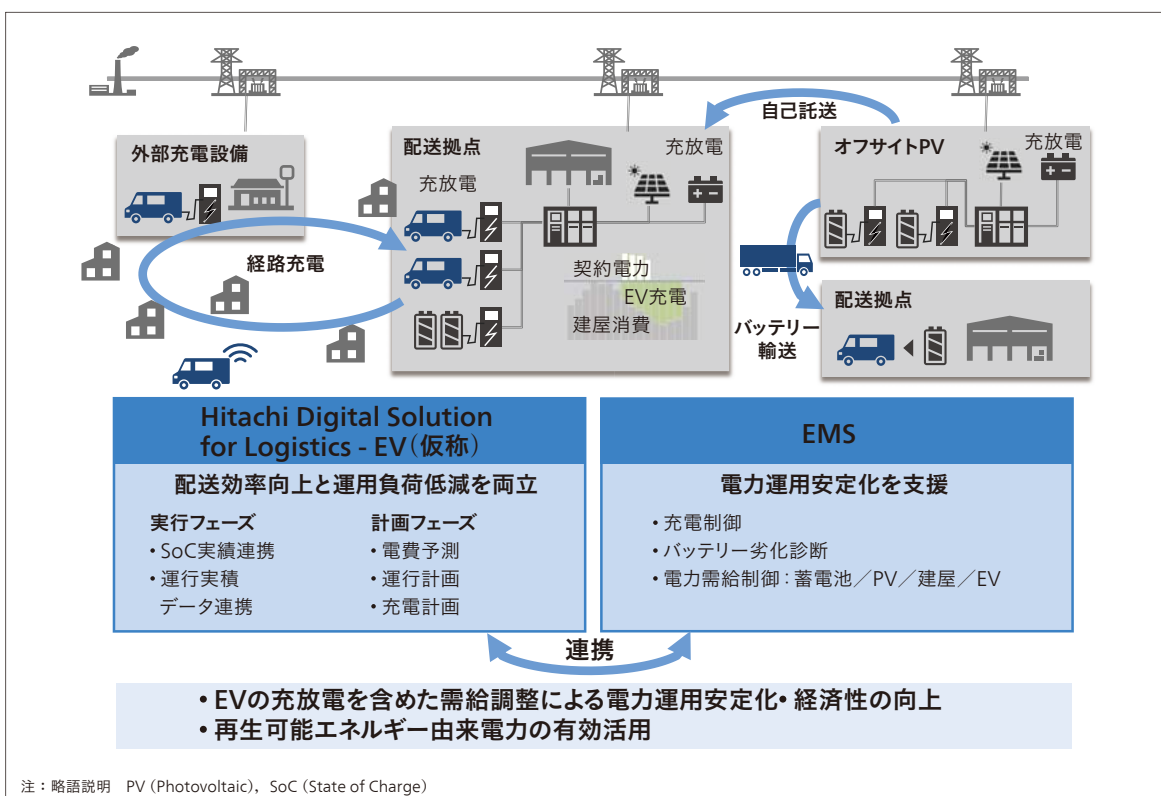 自己託送
外部充電設備
配送拠点
充放電
充放電
オフサイトPV
充放電
経路充電
契約電力
EV充電
建屋消費
バッテリー
輸送
配送拠点
Hitachi Digital Solution
for Logistics - EV（仮称）
配送効率向上と運用負荷低減を両立
実行フェーズ
・SoC実績連携
・運行実積
データ連携
計画フェーズ
・電費予測
・運行計画
・充電計画
EMS
電力運用安定化を支援
・充電制御
・バッテリー劣化診断
・電力需給制御：蓄電池／PV／建屋／EV
連携
• EVの充放電を含めた需給調整による電力運用安定化• 経済性の向上
• 再生可能エネルギー由来電力の有効活用
注：略語説明　PV（Photovoltaic），SoC（State of Charge）